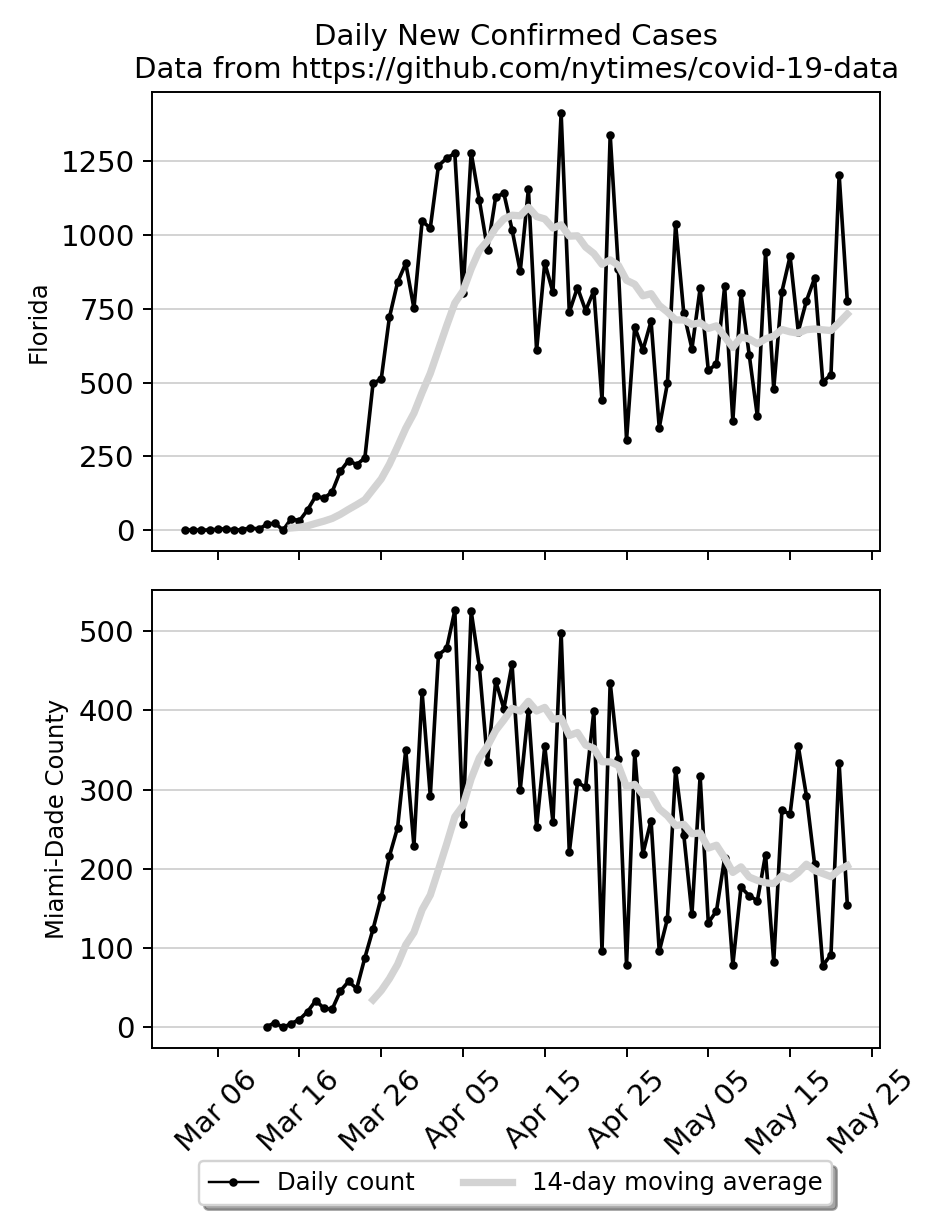 Daily New Confirmed Cases
Data from https://github.com/nytimes/covid-19-data
Florida
1250
1000
750
500
250
0
Miami-Dade County
500
400
300
200
100
0
Mar 06
Mar 16
Mar 26
Apr 05
Apr 15
Apr 25
May 05
May 15
May 25
Daily count
14-day moving average